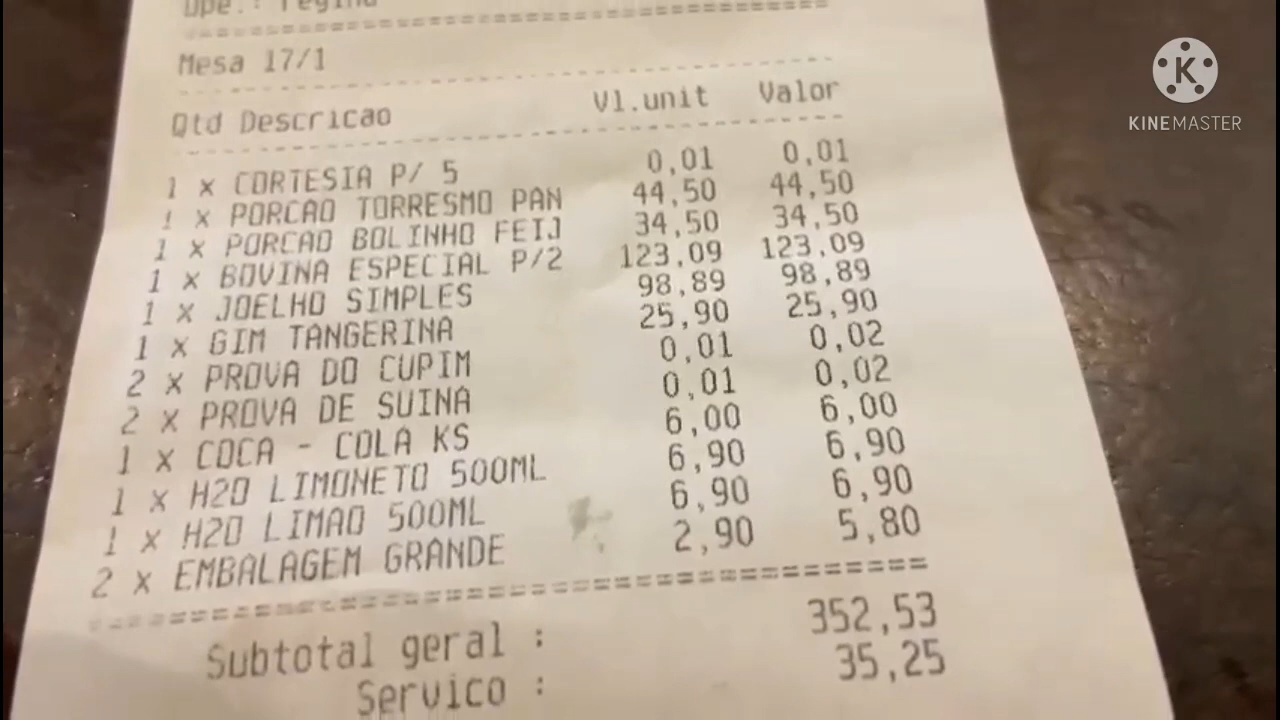 Ope.: regina
Mesa 17/1
Qtd Descricao Vl.unit Valor
1 x CORTESIA P/ 5 0,01 0,01
1 x PORCAO TORRESMO PAN 44,50 44,50
1 x PORCAO BOLINHO FEIJ 34,50 34,50
1 x BOVINA ESPECIAL P/2 123,09 123,09
1 x JOELHO SIMPLES 98,89 98,89
1 x GIM TANGERINA 25,90 25,90
2 x PROVA DO CUPIM 0,01 0,02
2 x PROVA DE SUINA 0,01 0,02
1 x COCA - COLA KS 6,00 6,00
1 x H2O LIMONETO 500ML 6,90 6,90
1 x H2O LIMAO 500ML 6,90 6,90
2 x EMBALAGEM GRANDE 2,90 5,80
Subtotal geral : 352,53
Servico : 35,25
K
KINEMASTER